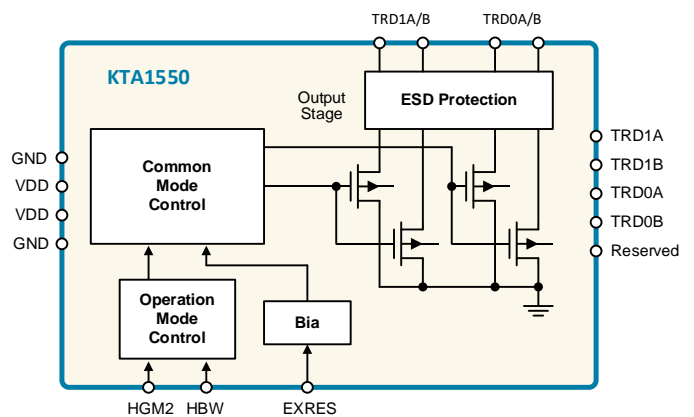 TRD1A/B TRD0A/B
KTA1550
ESD Protection
Output
Stage
Common
Mode
Control
GND
VDD
VDD
GND
TRD1A
TRD1B
TRD0A
TRD0B
Reserved
Operation
Mode
Control
Bia
HGM2 HBW EXRES